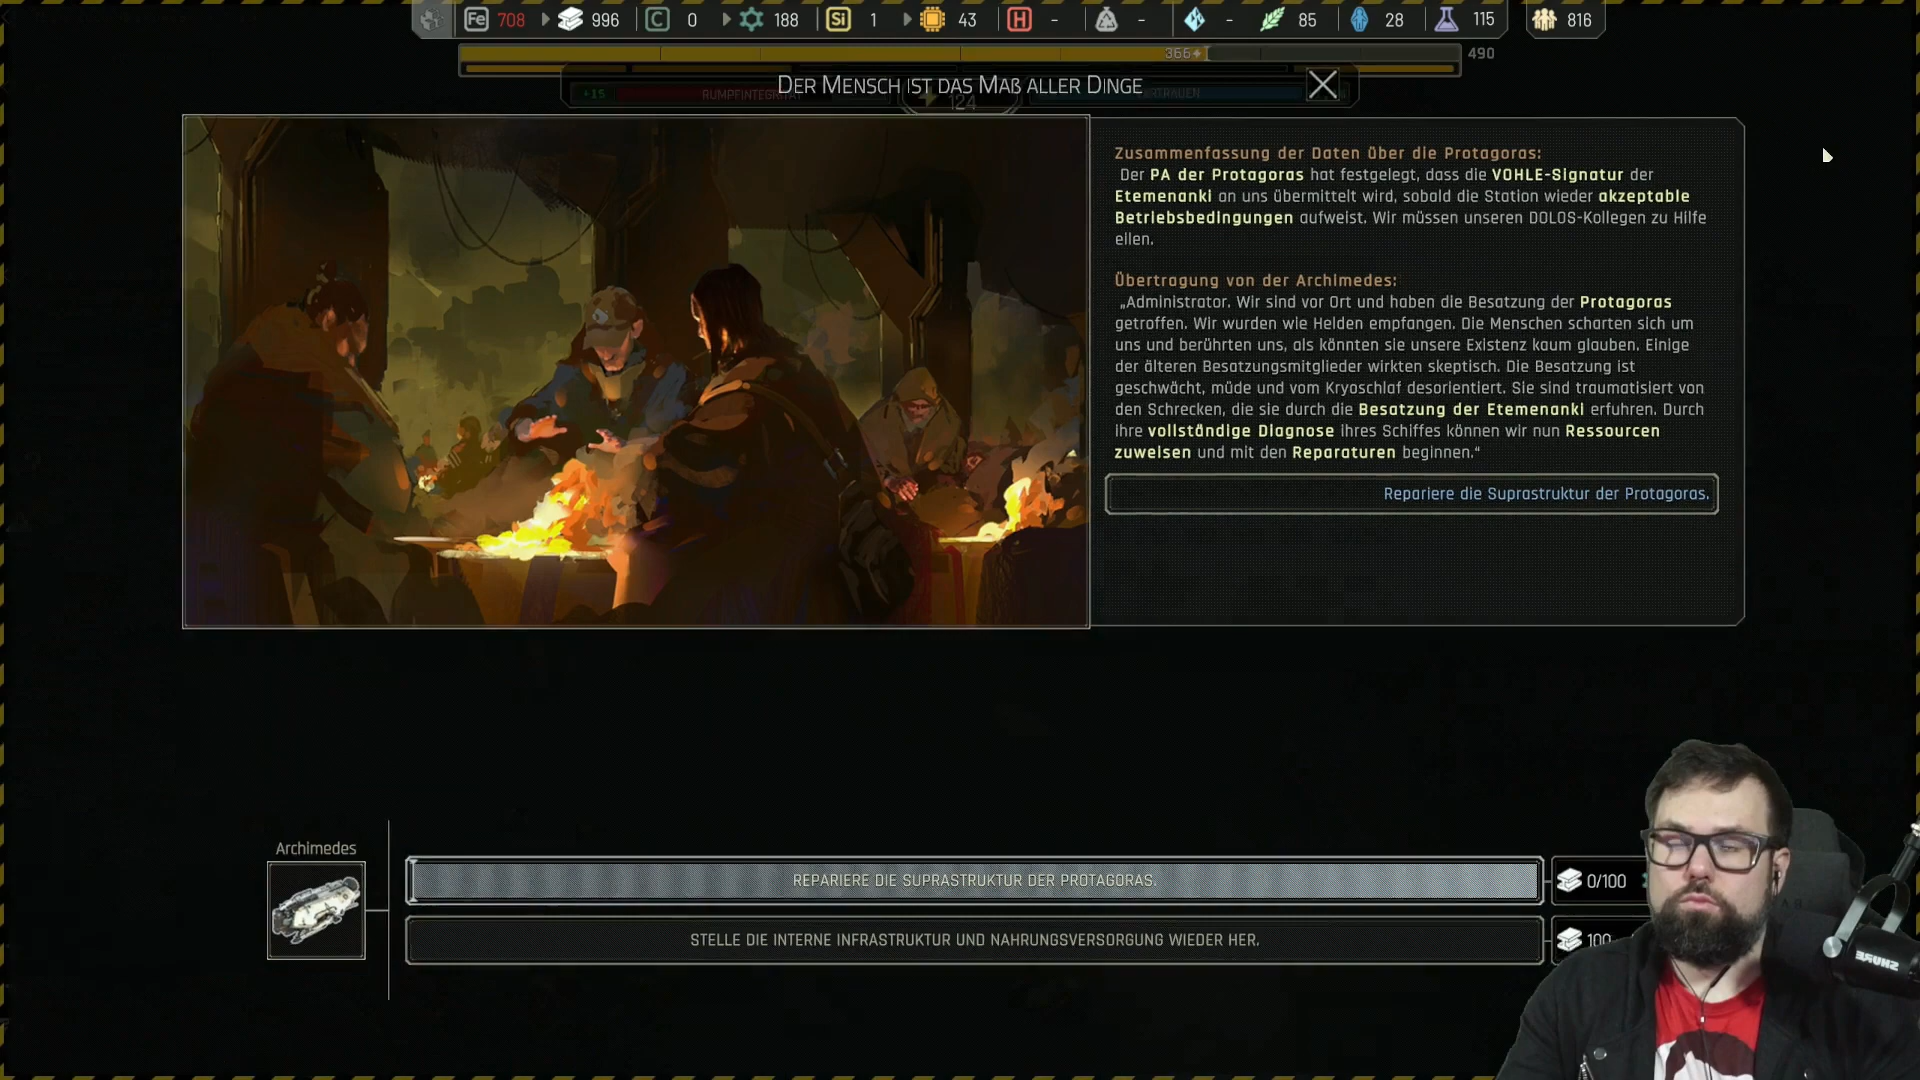 Fe 708 996 C 0 188 Si 1 43 H - - - 85 28 115 816
366 490
DER MENSCH IST DAS MAẞ ALLER DINGE
+15 RUMPFINTEGRITÄT 124
Zusammenfassung der Daten über die Protagoras:
Der PA der Protagoras hat festgelegt, dass die VOHLE-Signatur der
Etemenanki an uns übermittelt wird, sobald die Station wieder akzeptable
Betriebsbedingungen aufweist. Wir müssen unseren DOLOS-Kollegen zu Hilfe
eilen.
Übertragung von der Archimedes:
„Administrator. Wir sind vor Ort und haben die Besatzung der Protagoras
getroffen. Wir wurden wie Helden empfangen. Die Menschen scharten sich um
uns und berührten uns, als könnten sie unsere Existenz kaum glauben. Einige
der älteren Besatzungsmitglieder wirkten skeptisch. Die Besatzung ist
geschwächt, müde und vom Kryoschlaf desorientiert. Sie sind traumatisiert von
den Schrecken, die sie durch die Besatzung der Etemenanki erfuhren. Durch
ihre vollständige Diagnose ihres Schiffes können wir nun Ressourcen
zuweisen und mit den Reparaturen beginnen.“
Repariere die Suprastruktur der Protagoras.
Archimedes
REPARIERE DIE SUPRASTRUKTUR DER PROTAGORAS.
0/100
STELLE DIE INTERNE INFRASTRUKTUR UND NAHRUNGSVERSORGUNG WIEDER HER.
100
SHURE